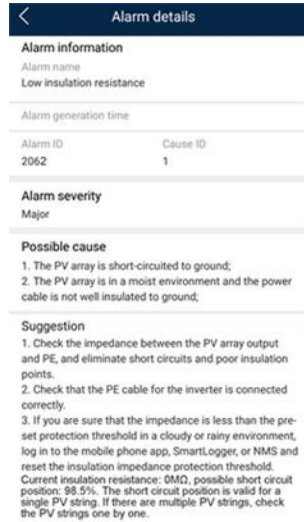 Alarm details
Alarm information
Alarm name
Low insulation resistance
Alarm generation time
Alarm ID
Cause ID
2062
1
Alarm severity
Major
Possible cause
1. The PV array is short-circuited to ground;
2. The PV array is in a moist environment and the power
cable is not well insulated to ground;
Suggestion
1. Check the impedance between the PV array output
and PE, and eliminate short circuits and poor insulation
points.
2. Check that the PE cable for the inverter is connected
correctly.
3. If you are sure that the impedance is less than the pre-
set protection threshold in a cloudy or rainy environment,
log in to the mobile phone app, SmartLogger, or NMS and
reset the insulation impedance protection threshold.
Current insulation resistance: 0MΩ, possible short circuit
position: 98.5%. The short circuit position is valid for a
single PV string. If there are multiple PV strings, check
the PV strings one by one.